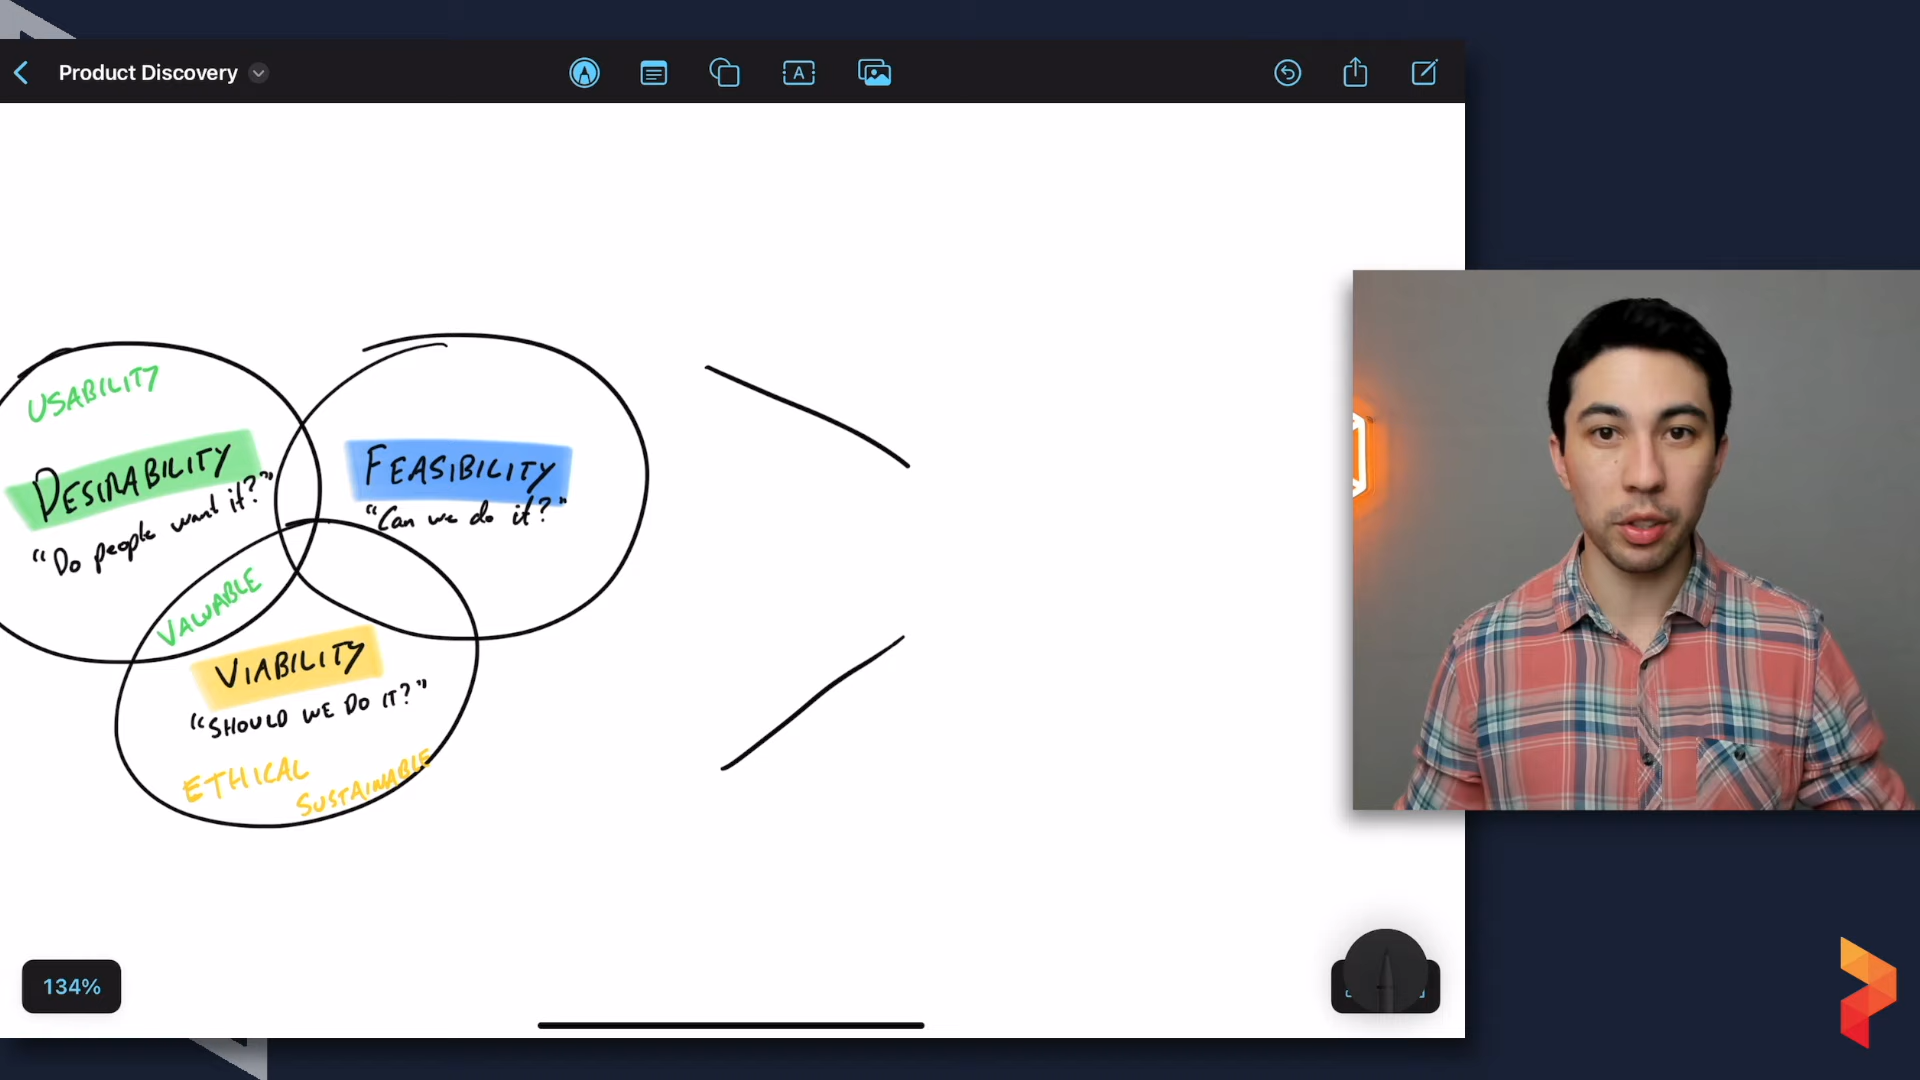 Product Discovery
A
USABILITY
DESIRABILITY
"Do people want it?"
FEASIBILITY
"Can we do it?"
VALUABLE
VIABILITY
"SHOULD WE DO IT?"
ETHICAL
SUSTAINABLE
134%